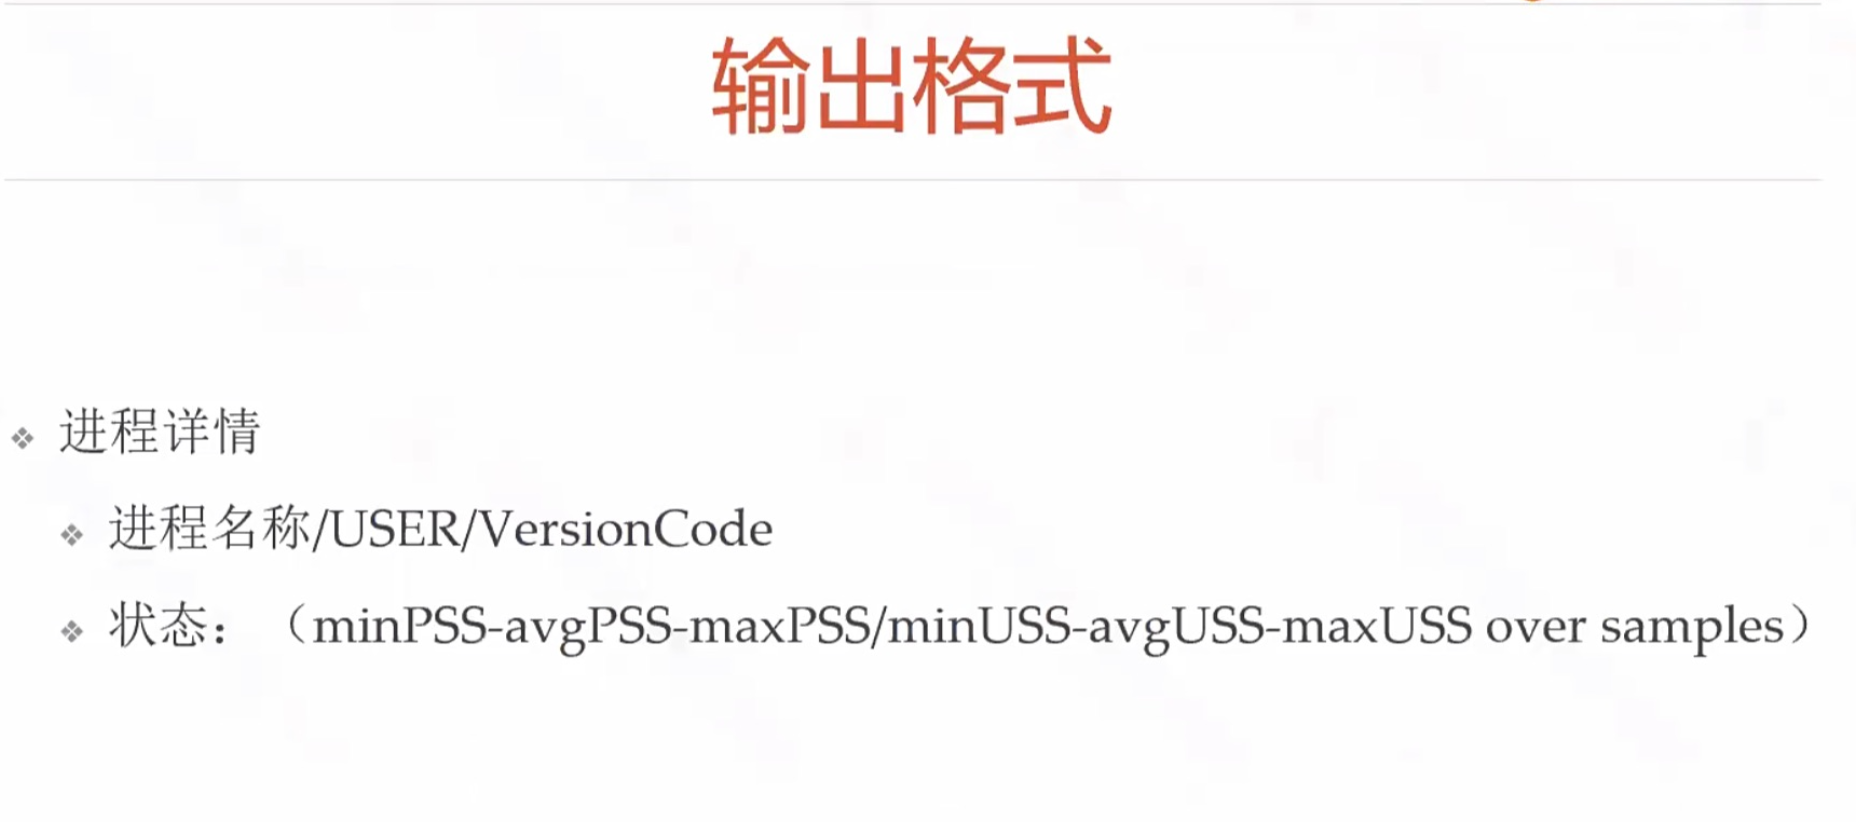 输出格式
进程详情
进程名称/USER/VersionCode
状态：（minPSS-avgPSS-maxPSS/minUSS-avgUSS-maxUSS over samples）